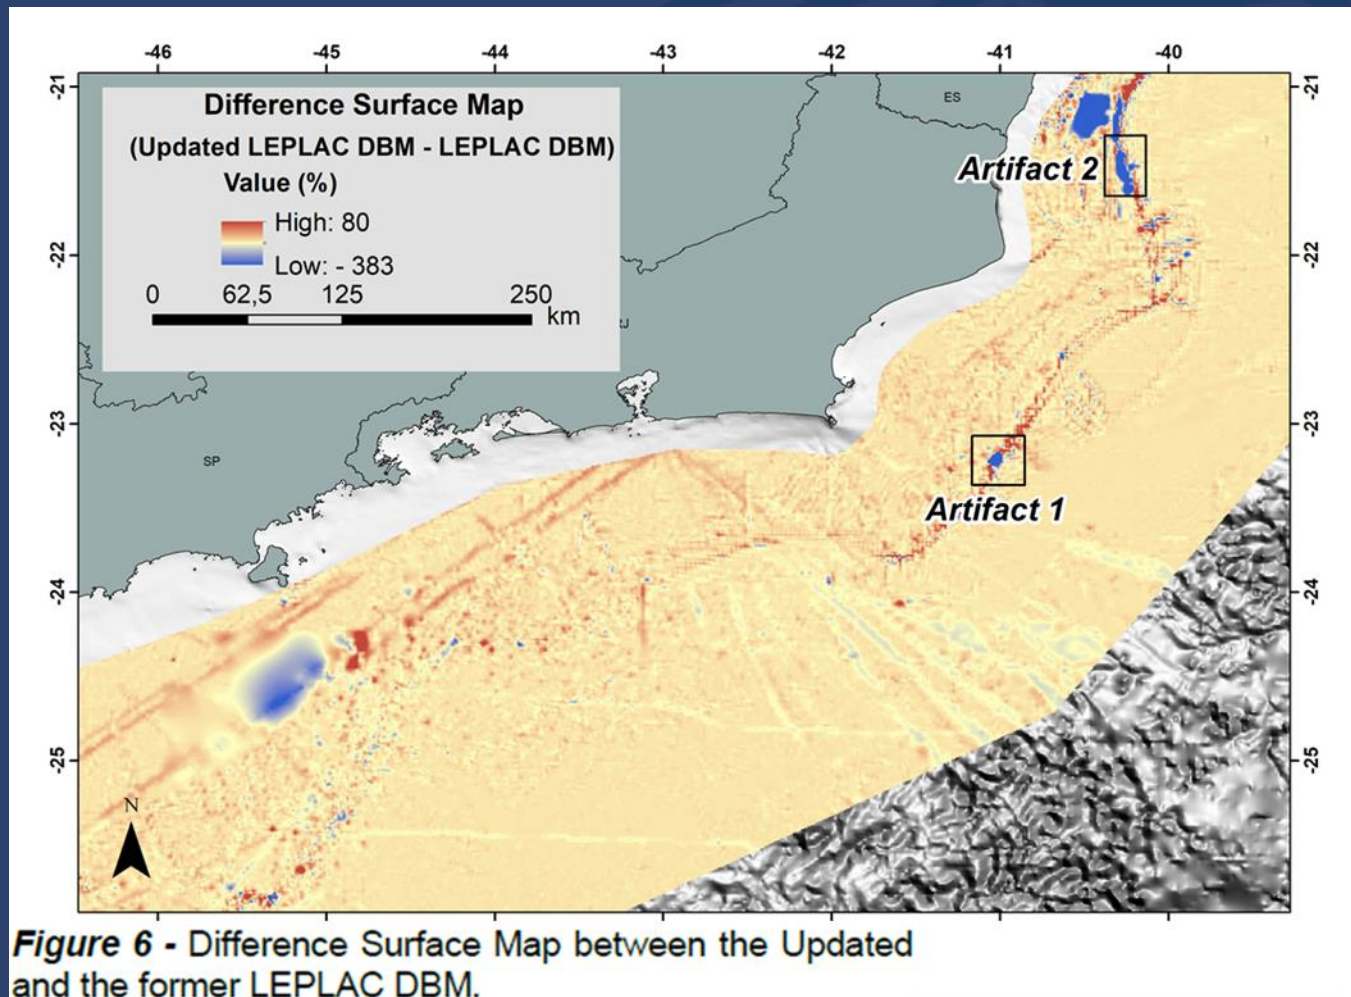 -46 -45 -44 -43 -42 -41 -40
-21 -21
Difference Surface Map
(Updated LEPLAC DBM - LEPLAC DBM)
Value (%)
High: 80
Low: - 383
0 62,5 125 250
km
ES
Artifact 2
-22 -22
RJ
-23 -23
SP
Artifact 1
-24 -24
-25 -25
N
Figure 6 - Difference Surface Map between the Updated
and the former LEPLAC DBM.